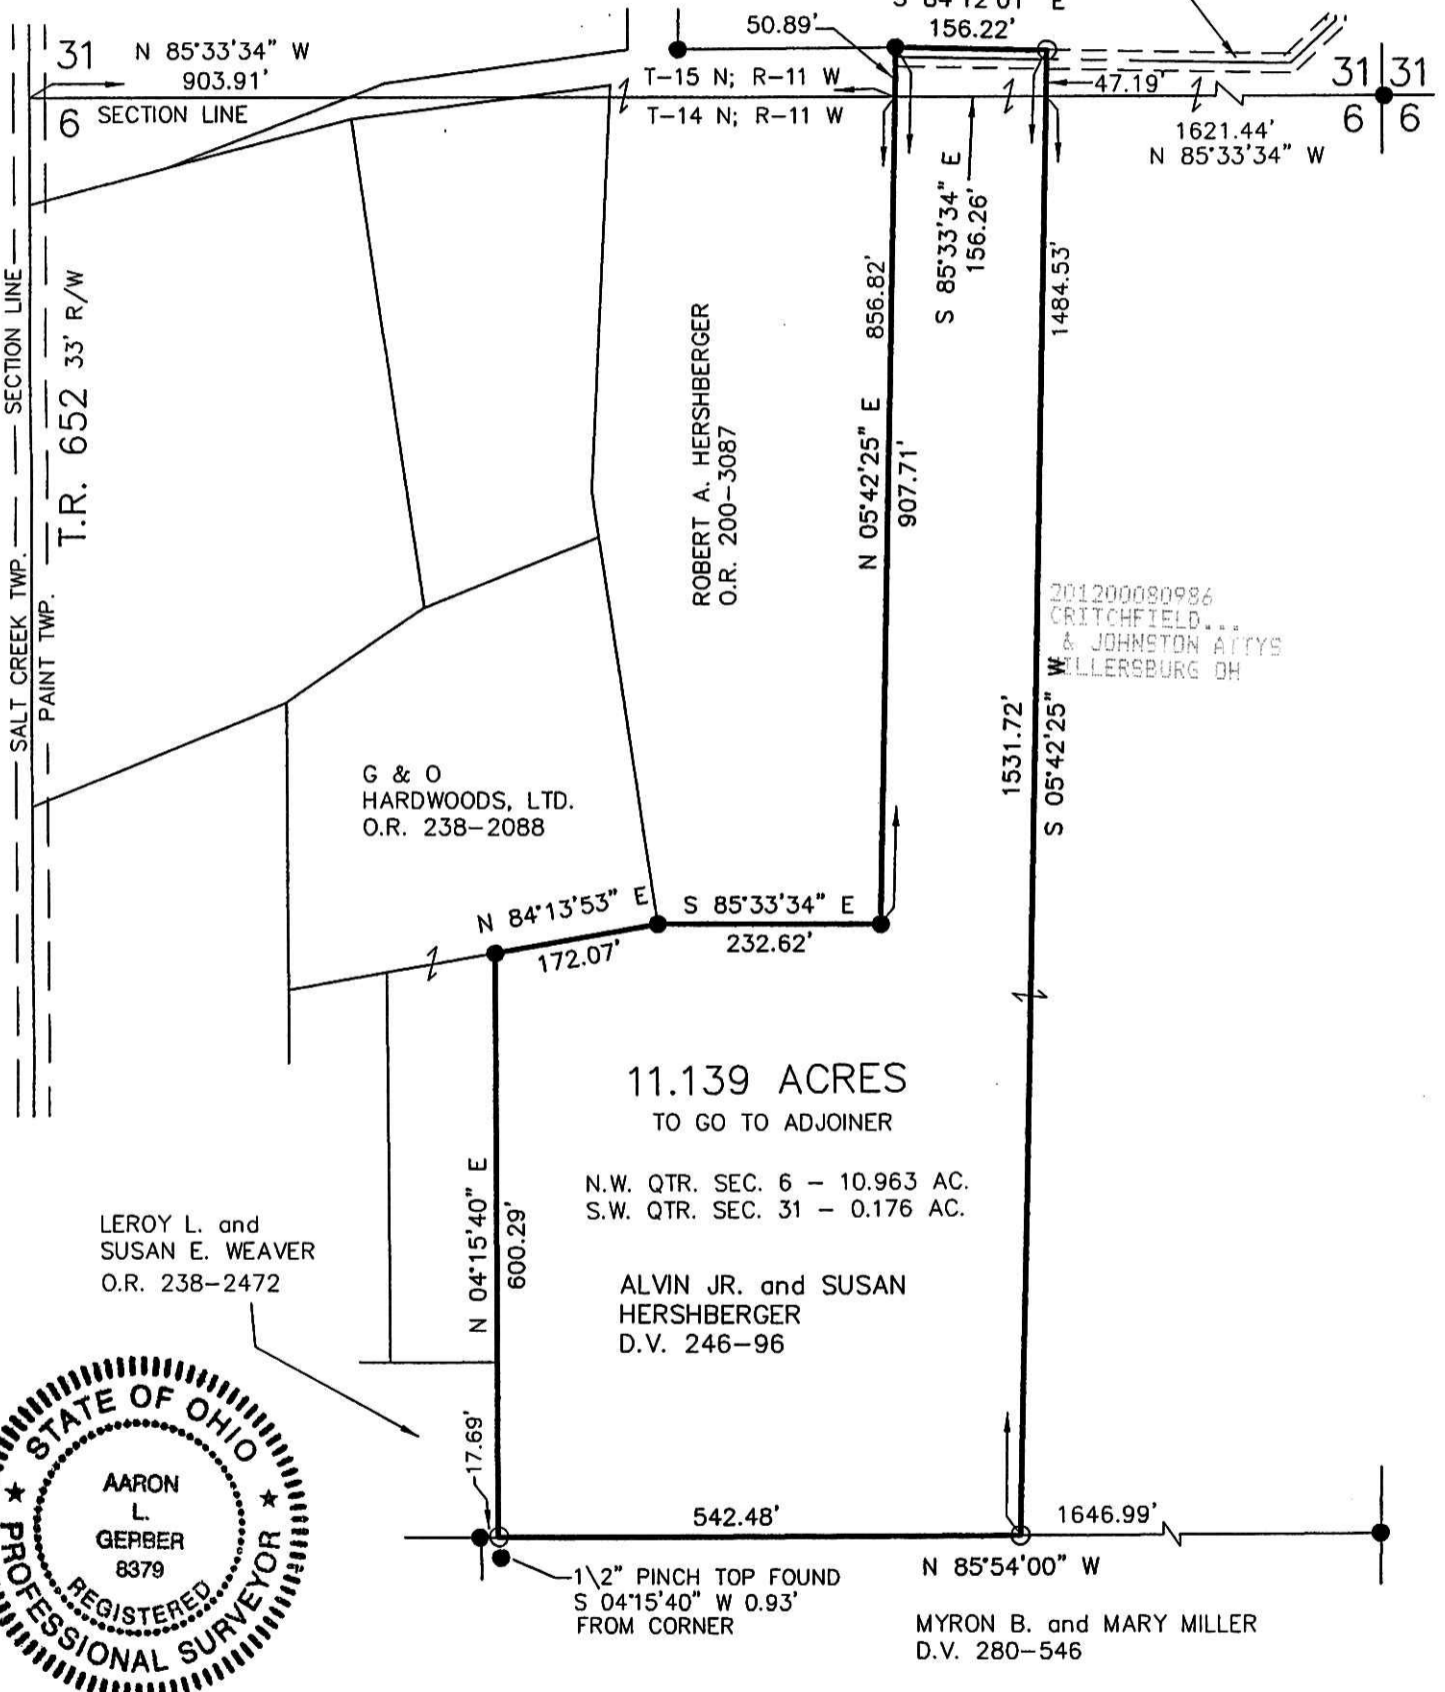 S 84°12'01" E
50.89'
156.22'
31
N 85°33'34" W
903.91'
6
SECTION LINE
T-15 N; R-11 W
T-14 N; R-11 W
47.19'
31
31
6
6
1621.44'
N 85°33'34" W
S 85°33'34" E
156.26'
856.82'
1484.53'
SALT CREEK TWP.
SECTION LINE
PAINT TWP.
T.R. 652 33' R/W
ROBERT A. HERSHBERGER
O.R. 200-3087
N 05°42'25" E
907.71'
201200080986
CRITCHFIELD...
& JOHNSTON ATTYS
ILLERSBURG OH
1531.72'
S 05°42'25" W
G & O
HARDWOODS, LTD.
O.R. 238-2088
N 84°13'53" E
172.07'
S 85°33'34" E
232.62'
11.139 ACRES
TO GO TO ADJOINER
N.W. QTR. SEC. 6 - 10.963 AC.
S.W. QTR. SEC. 31 - 0.176 AC.
ALVIN JR. and SUSAN
HERSHBERGER
D.V. 246-96
N 04°15'40" E
600.29'
LEROY L. and
SUSAN E. WEAVER
O.R. 238-2472
17.69'
STATE OF OHIO
AARON
L.
GERBER
8379
REGISTERED
PROFESSIONAL SURVEYOR
542.48'
1646.99'
N 85°54'00" W
1\2" PINCH TOP FOUND
S 04°15'40" W 0.93'
FROM CORNER
MYRON B. and MARY MILLER
D.V. 280-546